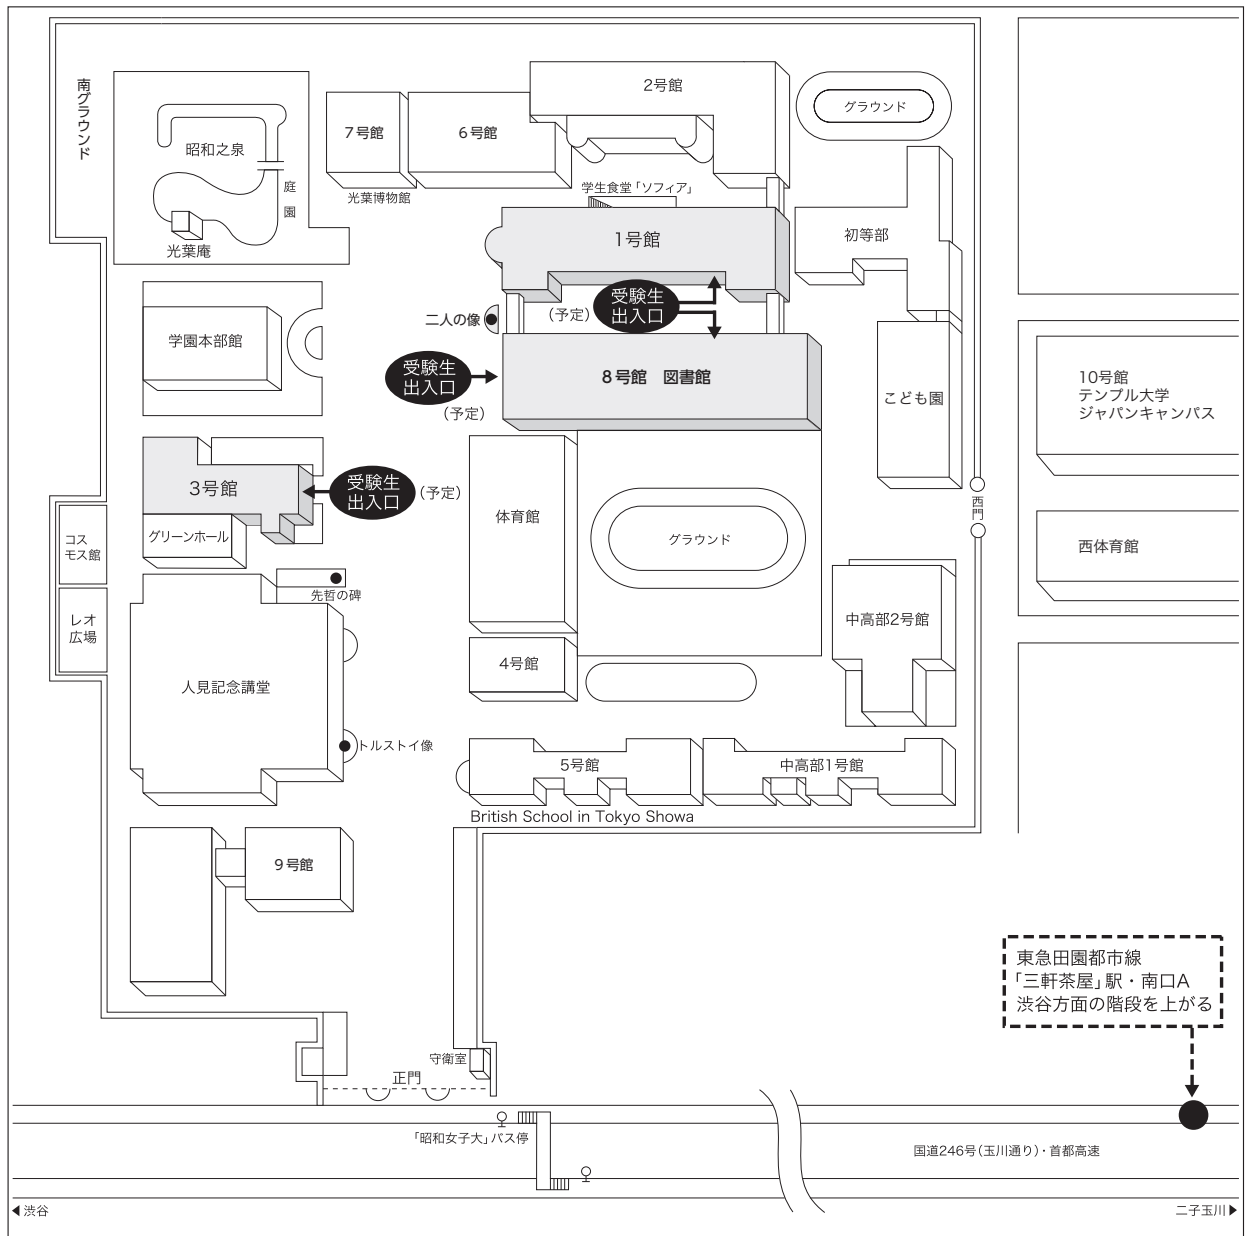 南グラウンド
昭和之泉
庭園
光葉庵
7号館
6号館
2号館
グラウンド
光葉博物館
学生食堂「ソフィア」
1号館
初等部
受験生
出入口
(予定)
二人の像
学園本部館
受験生
出入口
(予定)
8号館 図書館
こども園
10号館
テンプル大学
ジャパンキャンパス
3号館
受験生
出入口
(予定)
グリーンホール
体育館
グラウンド
西門
西体育館
コス
モス館
先哲の碑
レオ
広場
中高部2号館
4号館
人見記念講堂
トルストイ像
5号館
中高部1号館
British School in Tokyo Showa
9号館
東急田園都市線
「三軒茶屋」駅・南口A
渋谷方面の階段を上がる
守衛室
正門
「昭和女子大」バス停
国道246号(玉川通り)・首都高速
◀渋谷
二子玉川▶